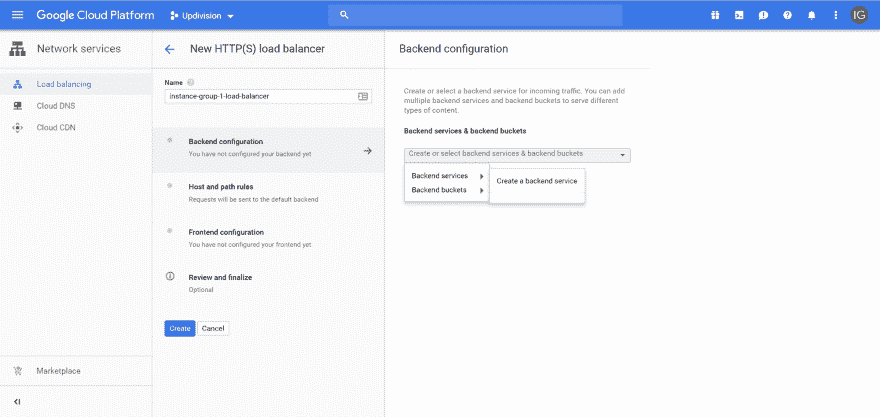 Google Cloud Platform
Updivision
IG
Network services
New HTTP(S) load balancer
Backend configuration
Load balancing
Cloud DNS
Cloud CDN
Name
instance-group-1-load-balancer
Backend configuration
You have not configured your backend yet
Host and path rules
Requests will be sent to the default backend
Frontend configuration
You have not configured your frontend yet
Review and finalize
Optional
Create
Cancel
Create or select a backend service for incoming traffic. You can add
multiple backend services and backend buckets to serve different
types of content.
Backend services & backend buckets
Create or select backend services & backend buckets
Backend services
Backend buckets
Create a backend service
Marketplace